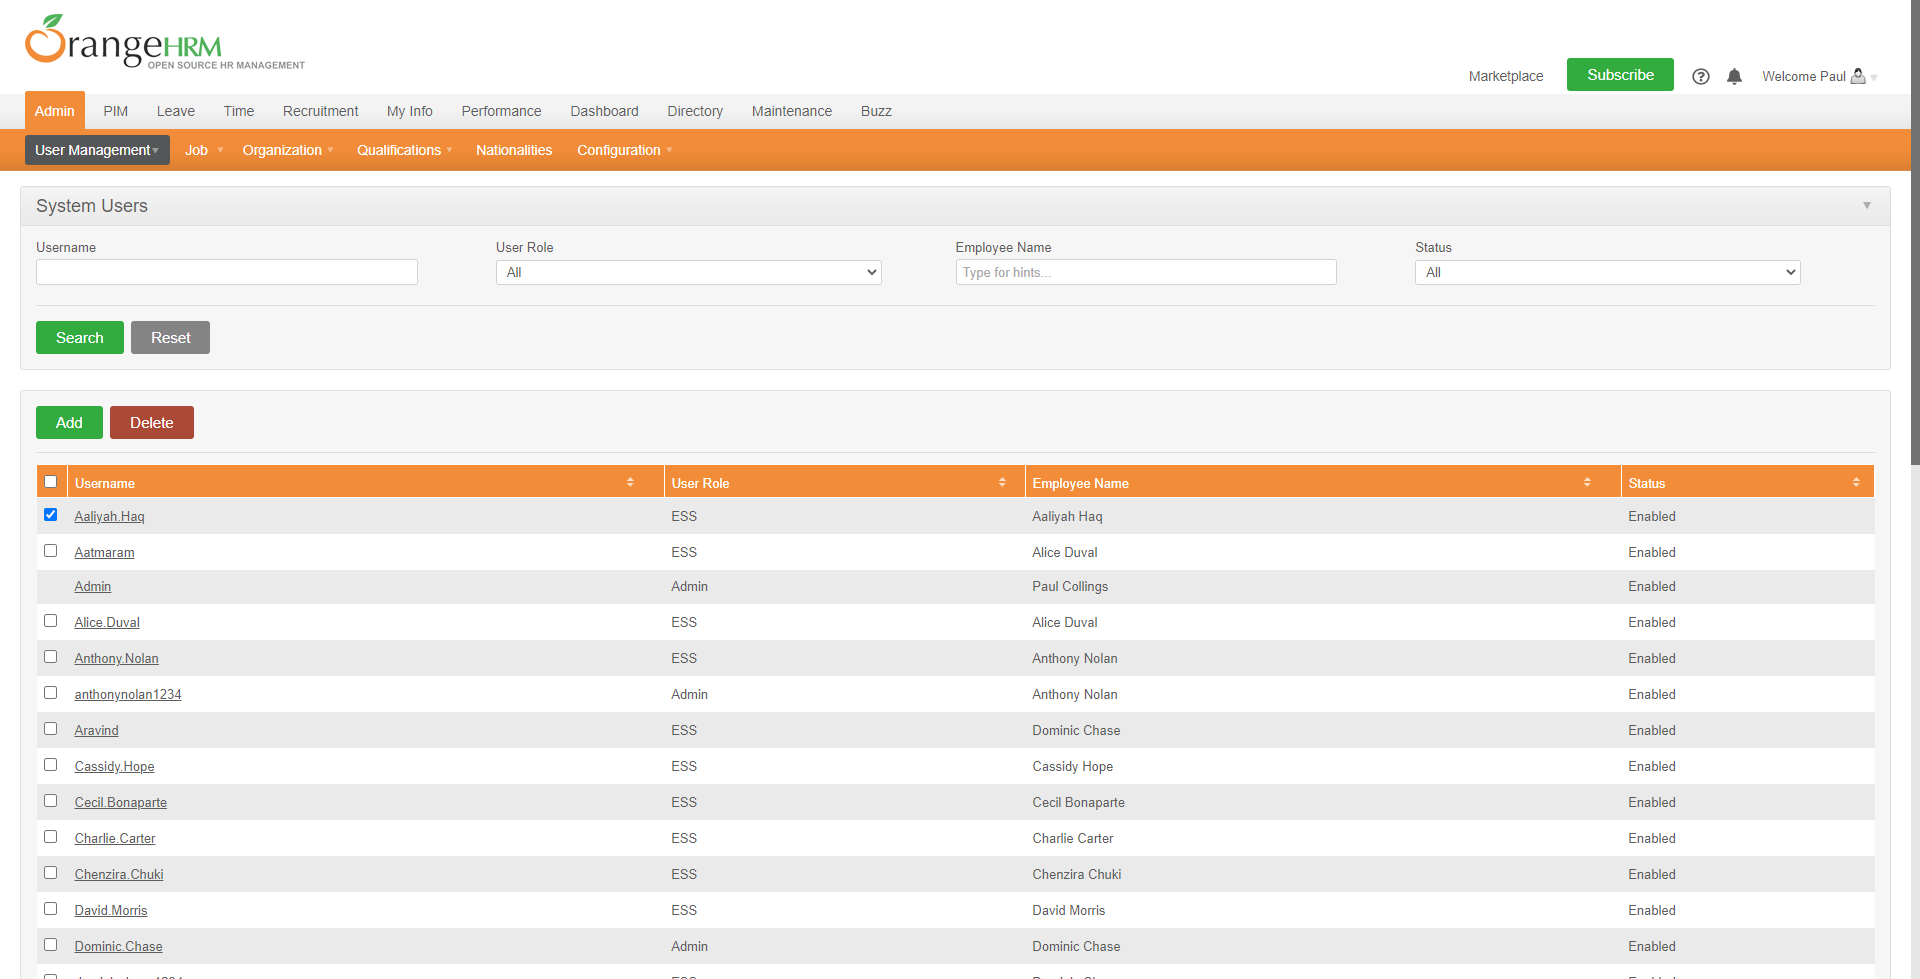 OrangeHRM
OPEN SOURCE HR MANAGEMENT
Marketplace Subscribe Welcome Paul
Admin PIM Leave Time Recruitment My Info Performance Dashboard Directory Maintenance Buzz
User Management Job Organization Qualifications Nationalities Configuration
System Users
Username User Role Employee Name Status
All Type for hints... All
Search Reset
Add Delete
Username User Role Employee Name Status
Aaliyah.Haq ESS Aaliyah Haq Enabled
Aatmaram ESS Alice Duval Enabled
Admin Admin Paul Collings Enabled
Alice.Duval ESS Alice Duval Enabled
Anthony.Nolan ESS Anthony Nolan Enabled
anthonynolan1234 Admin Anthony Nolan Enabled
Aravind ESS Dominic Chase Enabled
Cassidy.Hope ESS Cassidy Hope Enabled
Cecil.Bonaparte ESS Cecil Bonaparte Enabled
Charlie.Carter ESS Charlie Carter Enabled
Chenzira.Chuki ESS Chenzira Chuki Enabled
David.Morris ESS David Morris Enabled
Dominic.Chase Admin Dominic Chase Enabled